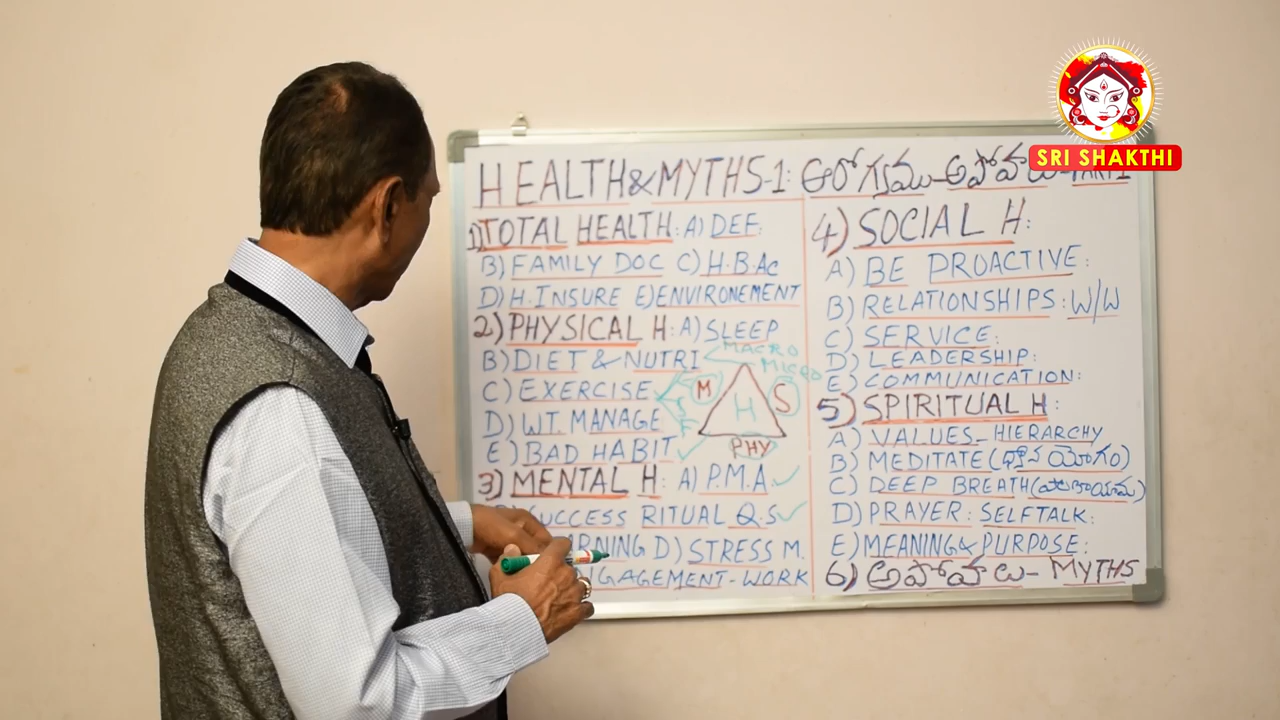 HEALTH & MYTHS-1: ఆరోగ్యము-అపోహలు-PART1
1) TOTAL HEALTH: A) DEF:
B) FAMILY DOC C) H.B.Ac
D) H.INSURE E) ENVIRONEMENT
2) PHYSICAL H: A) SLEEP
B) DIET & NUTRI
MACRO
MICRO
C) EXERCISE
D) WT. MANAGE
E) BAD HABIT
M
H
S
PHY
3) MENTAL H: A) P.M.A
SUCCESS RITUAL Q.S
RNING D) STRESS M.
GAGEMENT-WORK
4) SOCIAL H:
A) BE PROACTIVE:
B) RELATIONSHIPS: W/W
C) SERVICE:
D) LEADERSHIP:
E) COMMUNICATION:
5) SPIRITUAL H:
A) VALUES-HIERARCHY
B) MEDITATE (ధ్యాన యోగం)
C) DEEP BREATH
D) PRAYER: SELFTALK:
E) MEANING & PURPOSE:
6) అపోహలు- MYTHS
SRI SHAKTHI